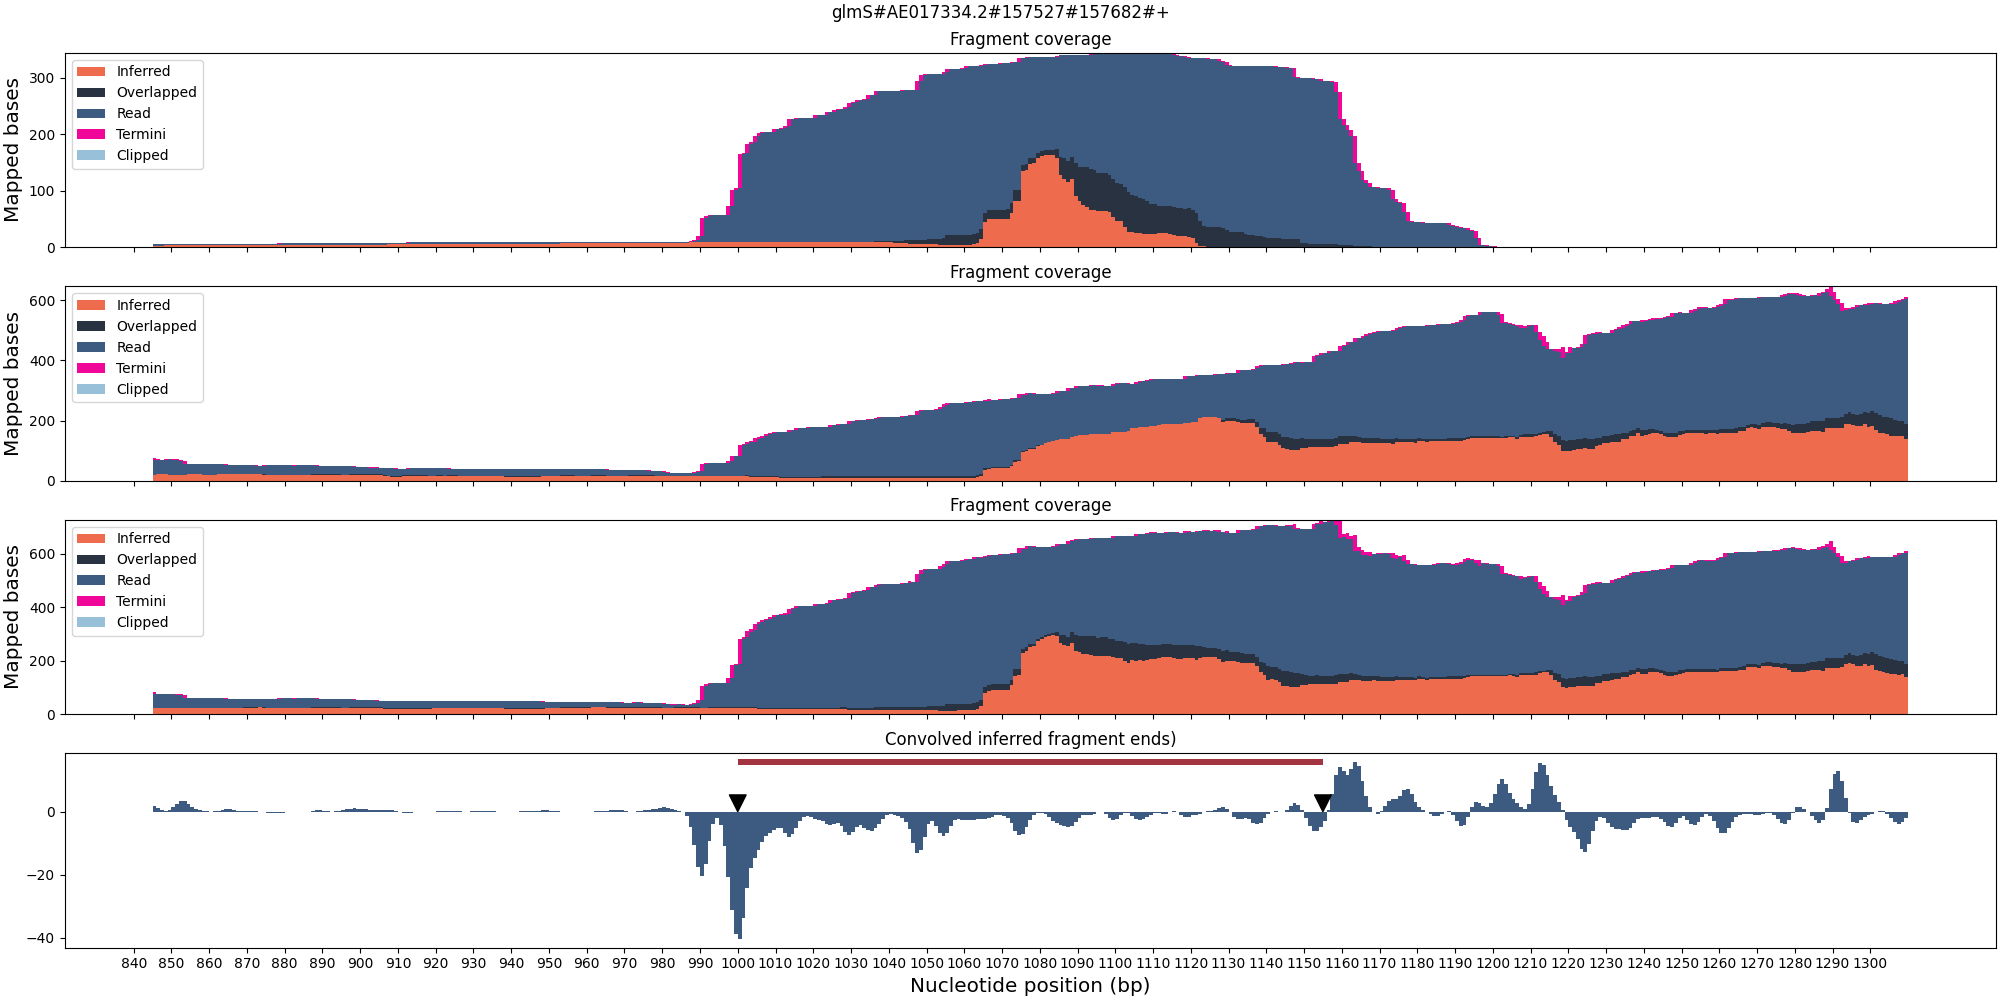 glmS#AE017334.2#157527#157682#+
Fragment coverage
Mapped bases
300
200
100
0
Inferred
Overlapped
Read
Termini
Clipped
Fragment coverage
Mapped bases
600
400
200
0
Inferred
Overlapped
Read
Termini
Clipped
Fragment coverage
Mapped bases
600
400
200
0
Inferred
Overlapped
Read
Termini
Clipped
Convolved inferred fragment ends)
0
−20
−40
840 850 860 870 880 890 900 910 920 930 940 950 960 970 980 990 1000 1010 1020 1030 1040 1050 1060 1070 1080 1090 1100 1110 1120 1130 1140 1150 1160 1170 1180 1190 1200 1210 1220 1230 1240 1250 1260 1270 1280 1290 1300
Nucleotide position (bp)